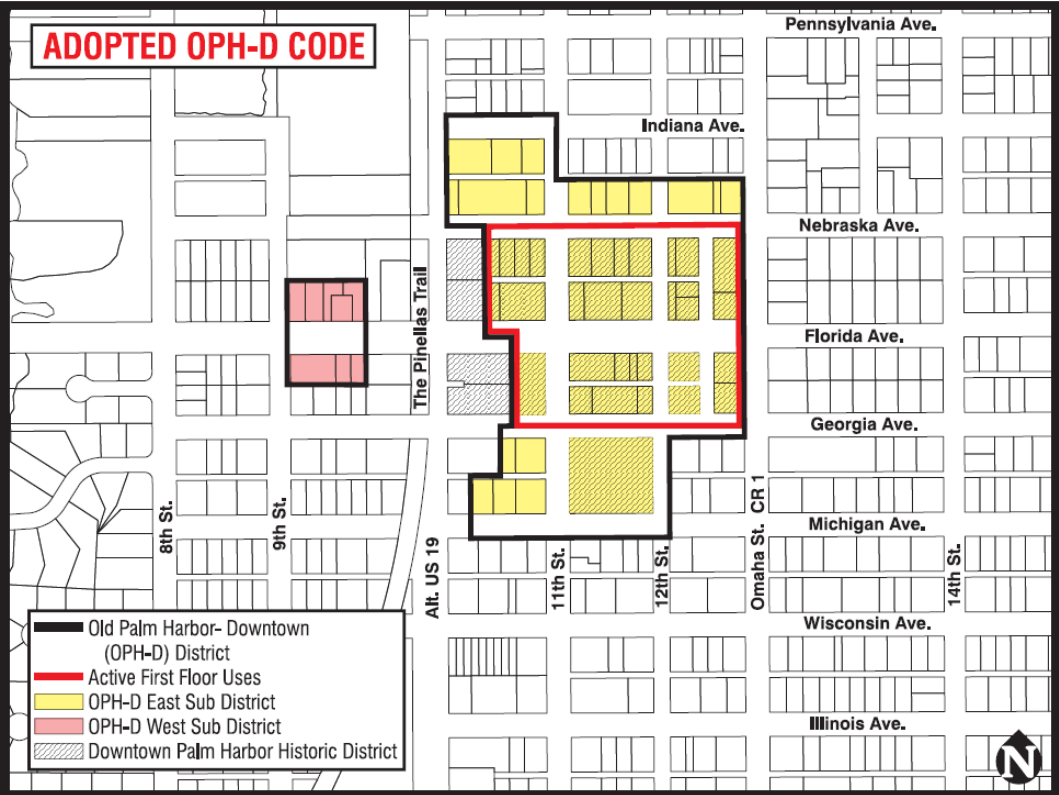 ADOPTED OPH-D CODE
Pennsylvania Ave.
Indiana Ave.
Nebraska Ave.
The Pinellas Trail
Florida Ave.
Georgia Ave.
8th St.
9th St.
Alt. US 19
11th St.
12th St.
Omaha St. CR 1
14th St.
Michigan Ave.
Wisconsin Ave.
Illinois Ave.
Old Palm Harbor- Downtown
(OPH-D) District
Active First Floor Uses
OPH-D East Sub District
OPH-D West Sub District
Downtown Palm Harbor Historic District
N